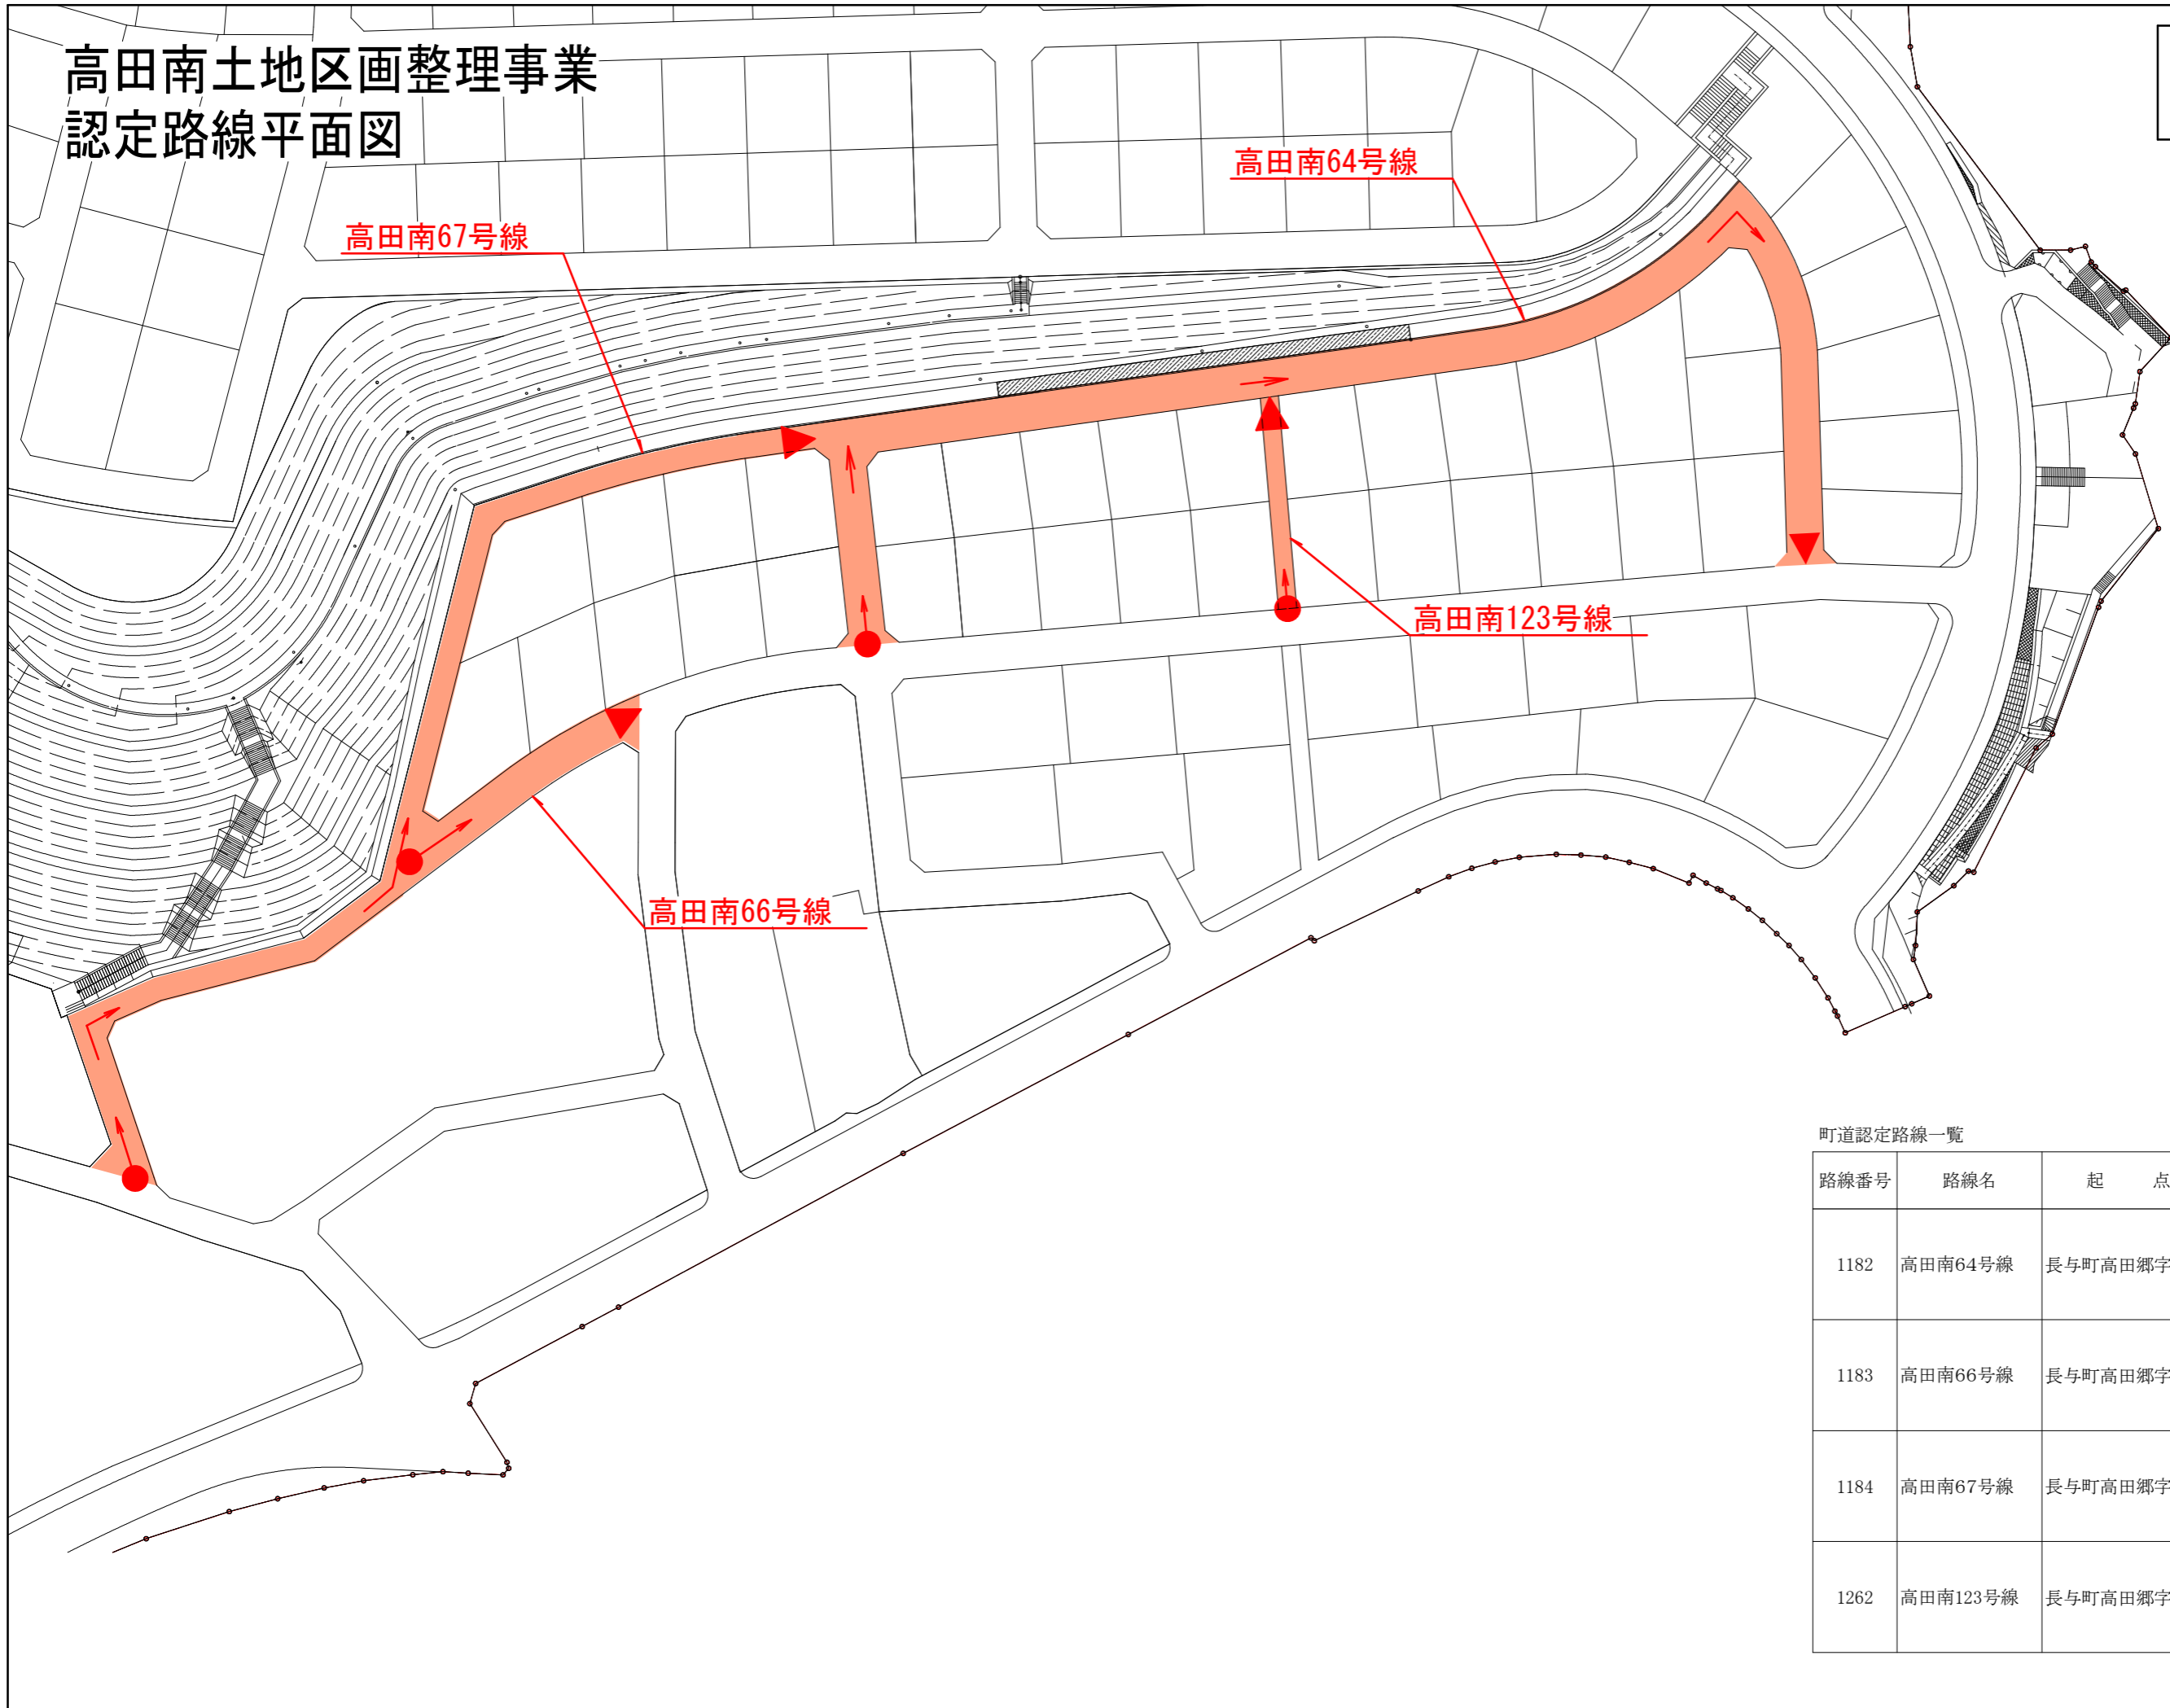 高田南土地区画整理事業
認定路線平面図
高田南64号線
高田南67号線
高田南123号線
高田南66号線
町道認定路線一覧
路線番号 路線名 起 点
1182 高田南64号線 長与町高田郷字
1183 高田南66号線 長与町高田郷字
1184 高田南67号線 長与町高田郷字
1262 高田南123号線 長与町高田郷字